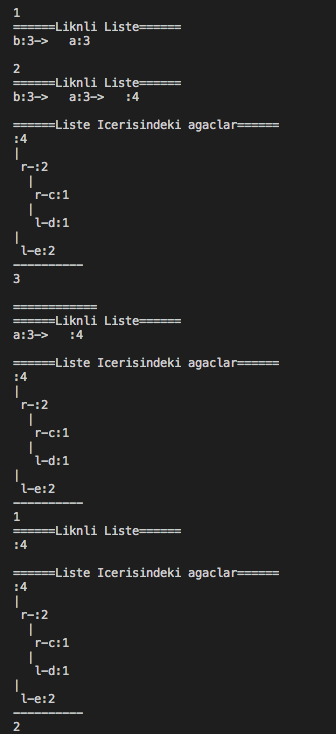 1
======Liknli Liste======
b:3->   a:3

2
======Liknli Liste======
b:3->   a:3->   :4

======Liste Icerisindeki agaclar======
:4
|
 r-:2
  |
   r-c:1
  |
   l-d:1
|
 l-e:2
----------
3

============
======Liknli Liste======
a:3->   :4

======Liste Icerisindeki agaclar======
:4
|
 r-:2
  |
   r-c:1
  |
   l-d:1
|
 l-e:2
----------
1
======Liknli Liste======
:4

======Liste Icerisindeki agaclar======
:4
|
 r-:2
  |
   r-c:1
  |
   l-d:1
|
 l-e:2
----------
2